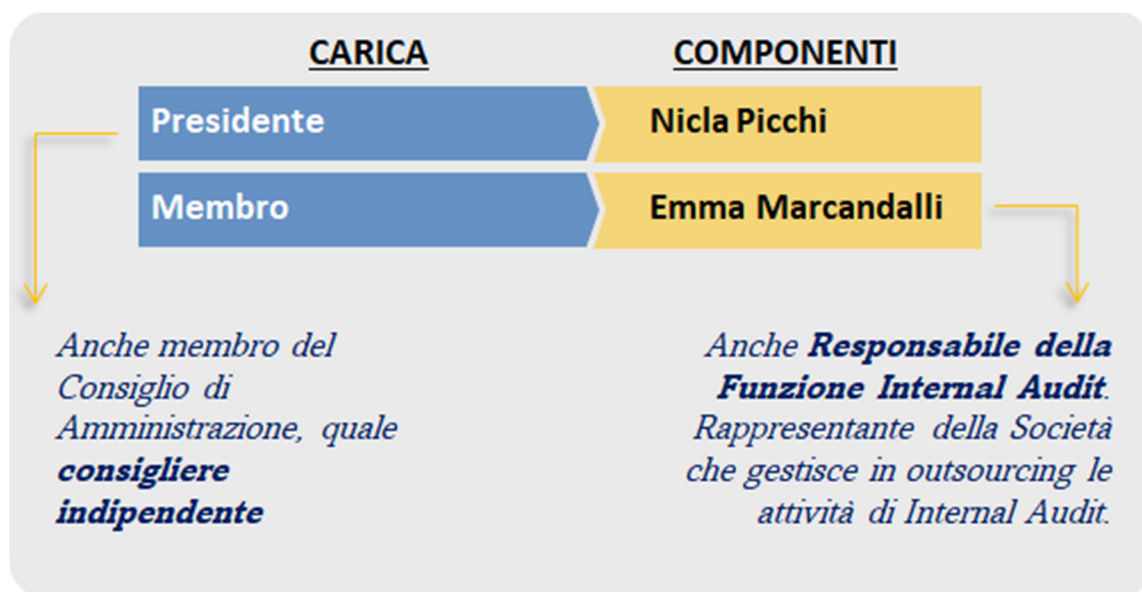 CARICA COMPONENTI
Presidente Nicla Picchi
Membro Emma Marcandalli
Anche membro del
Consiglio di
Amministrazione, quale
consigliere
indipendente
Anche Responsabile della
Funzione Internal Audit.
Rappresentante della Società
che gestisce in outsourcing le
attività di Internal Audit.